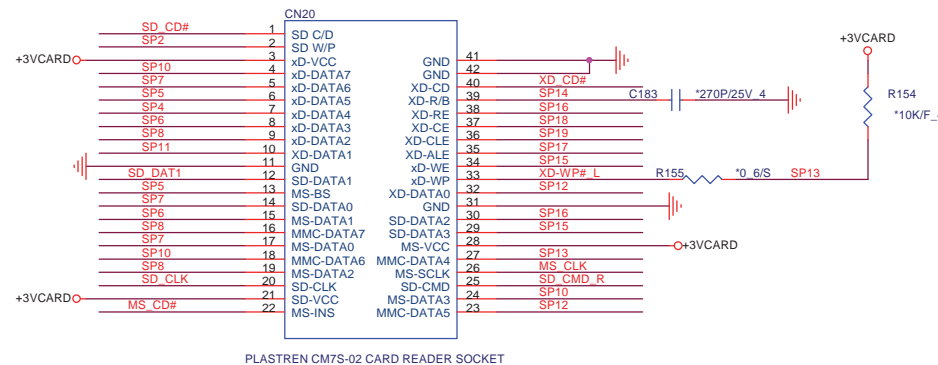 CN20
SD_CD# 1 SD C/D
SP2 2 SD W/P
+3VCARD 3 xD-VCC GND 41
SP10 4 xD-DATA7 GND 42
SP7 5 xD-DATA6 XD-CD 40 XD_CD#
SP5 6 xD-DATA5 XD-R/B 39 SP14 C183 *270P/25V_4
SP4 7 xD-DATA4 XD-RE 38 SP16
SP6 8 xD-DATA3 XD-CE 37 SP18
SP8 9 xD-DATA2 XD-CLE 36 SP19
SP11 10 XD-DATA1 XD-ALE 35 SP17
11 GND xD-WE 34 SP15
SD_DAT1 12 SD-DATA1 xD-WP 33 XD-WP#_L R155 *0_6/S SP13
SP5 13 MS-BS XD-DATA0 32 SP12
SP7 14 SD-DATA0 GND 31
SP6 15 MS-DATA1 SD-DATA2 30 SP16
SP8 16 MMC-DATA7 SD-DATA3 29 SP15
SP7 17 MS-DATA0 MS-VCC 28 +3VCARD
SP10 18 MMC-DATA6 MMC-DATA4 27 SP13
SP8 19 MS-DATA2 MS-SCLK 26 MS_CLK
SD_CLK 20 SD-CLK SD-CMD 25 SD_CMD_R
+3VCARD 21 SD-VCC MS-DATA3 24 SP10
MS_CD# 22 MS-INS MMC-DATA5 23 SP12
+3VCARD
R154
PLASTREN CM7S-02 CARD READER SOCKET